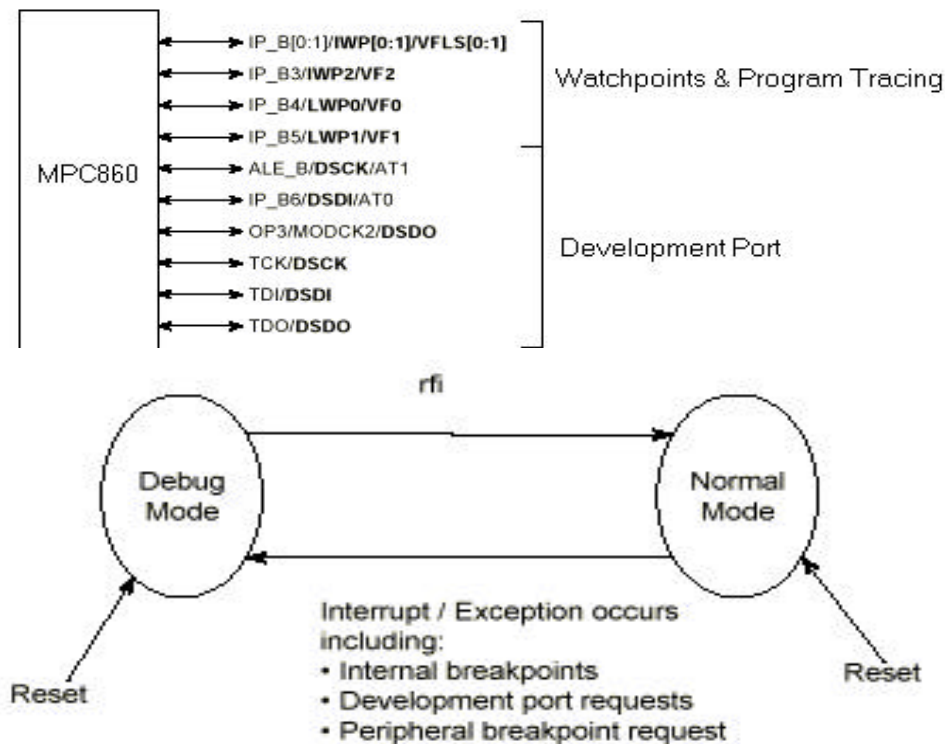 IP_B[0:1]/IWP[0:1]/VFLS[0:1]
IP_B3/IWP2/VF2
IP_B4/LWP0/VF0
IP_B5/LWP1/VF1
Watchpoints & Program Tracing
MPC860
ALE_B/DSCK/AT1
IP_B6/DSDI/AT0
OP3/MODCK2/DSDO
TCK/DSCK
TDI/DSDI
TDO/DSDO
Development Port
rfi
Debug
Mode
Normal
Mode
Interrupt / Exception occurs
including:
• Internal breakpoints
• Development port requests
• Peripheral breakpoint request
Reset
Reset